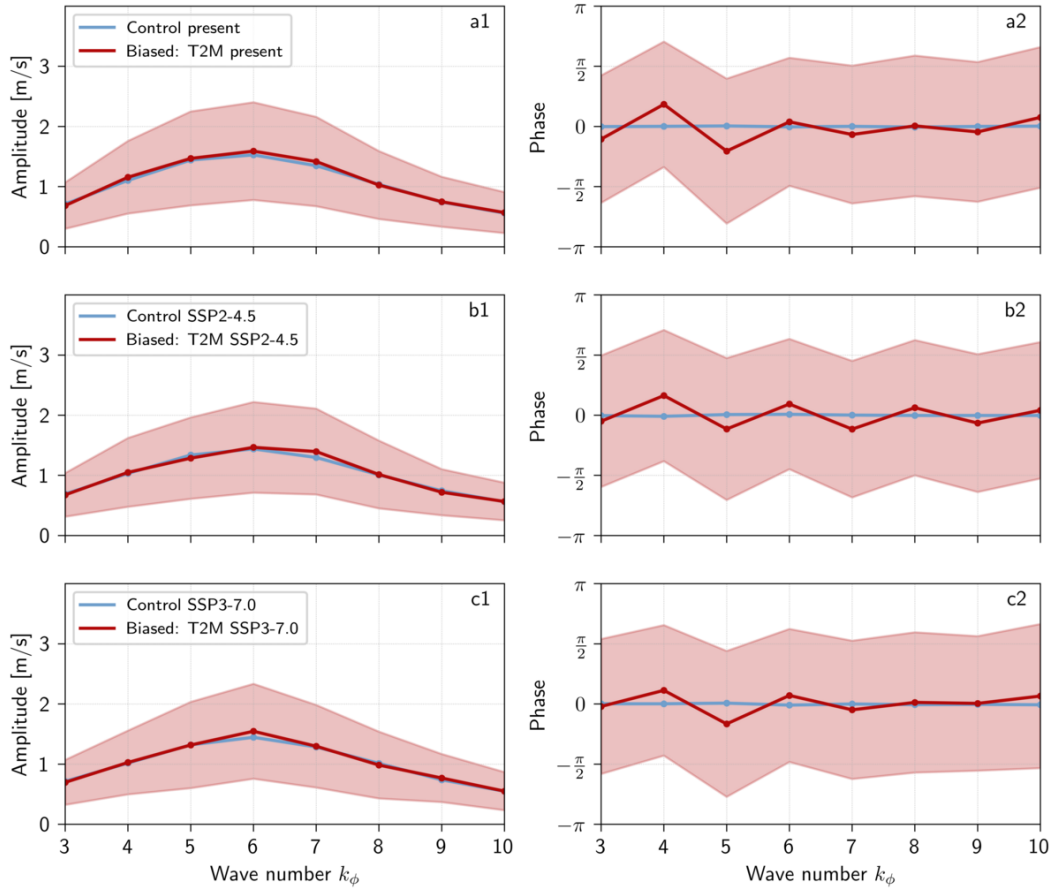 Amplitude [m/s]
3
2
1
0
Control present
Biased: T2M present
a1
Phase
π
π/2
0
−π/2
−π
a2
Amplitude [m/s]
3
2
1
0
Control SSP2-4.5
Biased: T2M SSP2-4.5
b1
Phase
π
π/2
0
−π/2
−π
b2
Amplitude [m/s]
3
2
1
0
Control SSP3-7.0
Biased: T2M SSP3-7.0
c1
3 4 5 6 7 8 9 10
Wave number kϕ
Phase
π
π/2
0
−π/2
−π
c2
3 4 5 6 7 8 9 10
Wave number kϕ